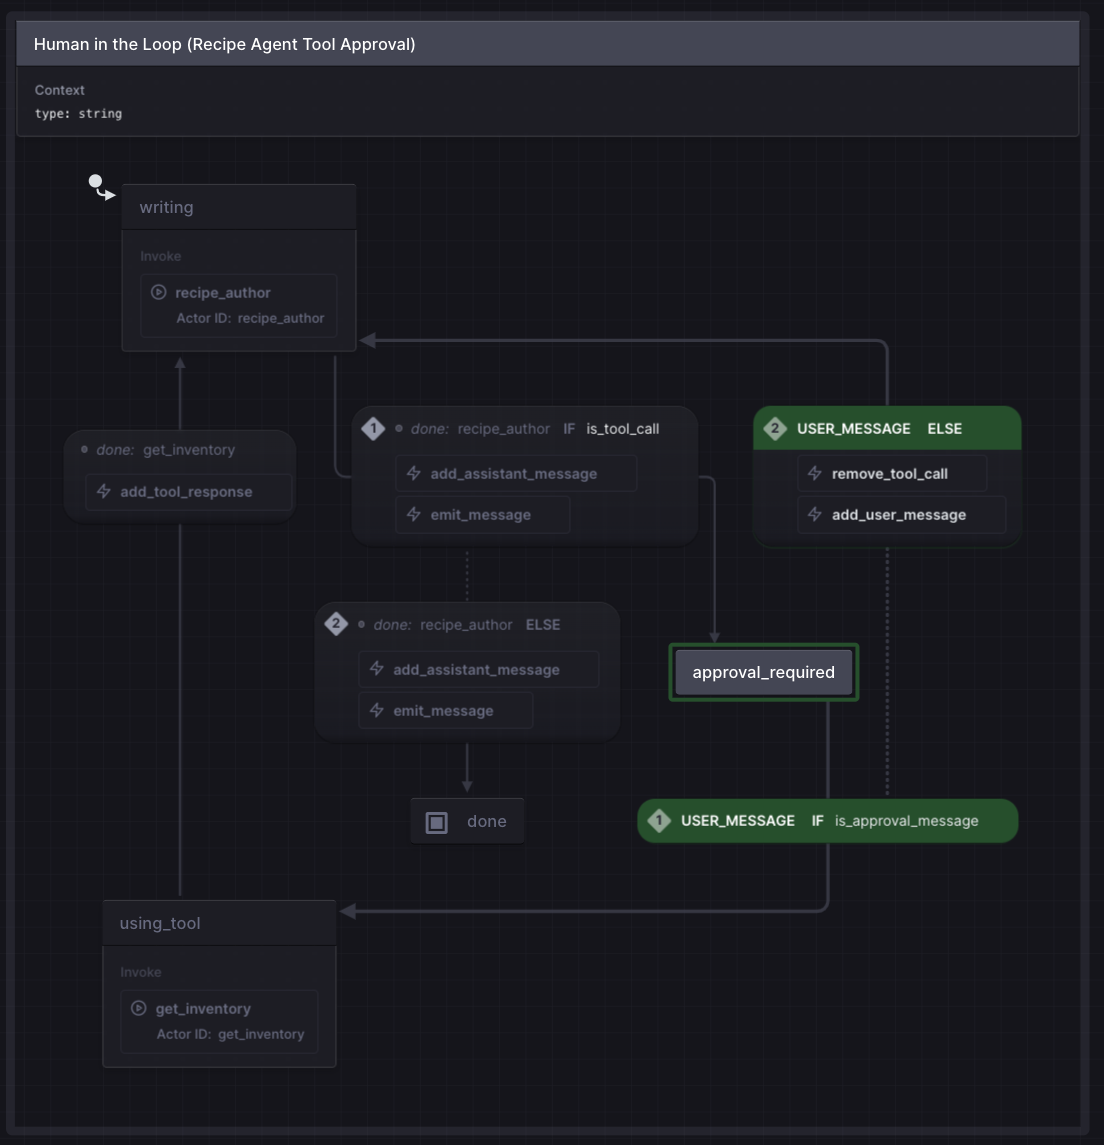 Human in the Loop (Recipe Agent Tool Approval)
Context
type: string
writing
Invoke
recipe_author
Actor ID: recipe_author
done: get_inventory
add_tool_response
1 done: recipe_author IF is_tool_call
add_assistant_message
emit_message
2 USER_MESSAGE ELSE
remove_tool_call
add_user_message
2 done: recipe_author ELSE
add_assistant_message
emit_message
approval_required
done
1 USER_MESSAGE IF is_approval_message
using_tool
Invoke
get_inventory
Actor ID: get_inventory